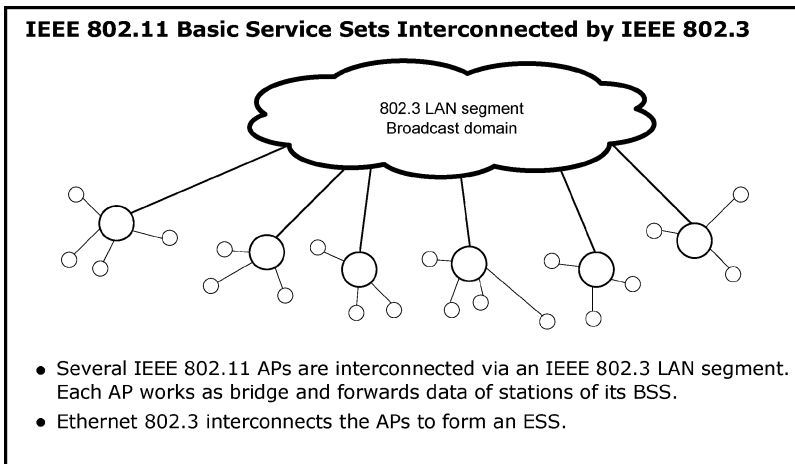 IEEE 802.11 Basic Service Sets Interconnected by IEEE 802.3
802.3 LAN segment
Broadcast domain
● Several IEEE 802.11 APs are interconnected via an IEEE 802.3 LAN segment.
Each AP works as bridge and forwards data of stations of its BSS.
● Ethernet 802.3 interconnects the APs to form an ESS.